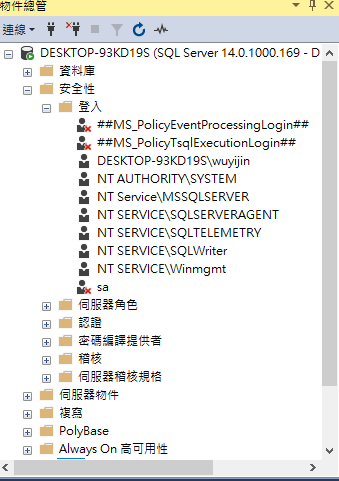 物件總管
連線
DESKTOP-93KD19S (SQL Server 14.0.1000.169 - D
資料庫
安全性
登入
##MS_PolicyEventProcessingLogin##
##MS_PolicyTsqlExecutionLogin##
DESKTOP-93KD19S\wuyijin
NT AUTHORITY\SYSTEM
NT Service\MSSQLSERVER
NT SERVICE\SQLSERVERAGENT
NT SERVICE\SQLTELEMETRY
NT SERVICE\SQLWriter
NT SERVICE\Winmgmt
sa
伺服器角色
認證
密碼編譯提供者
稽核
伺服器稽核規格
伺服器物件
複寫
PolyBase
Always On 高可用性